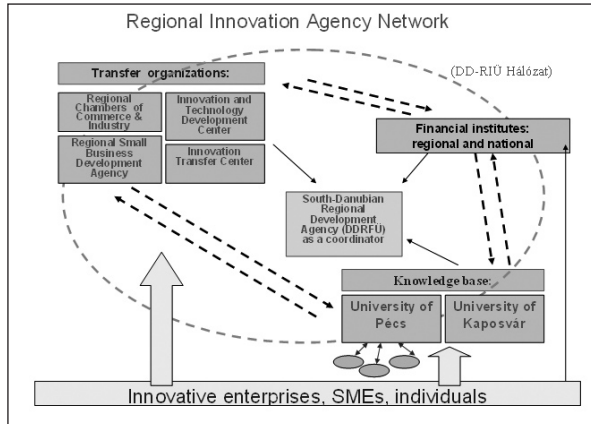 Regional Innovation Agency Network
(DD-RIÜ Hálózat)
Transfer organizations:
Regional
Chambers of
Commerce &
Industry
Innovation and
Technology
Development
Center
Regional Small
Business
Development
Agency
Innovation
Transfer Center
Financial institutes:
regional and national
South-Danubian
Regional
Development
Agency (DDRFÜ)
as a coordinator
Knowledge base:
University of
Pécs
University of
Kaposvár
Innovative enterprises, SMEs, individuals